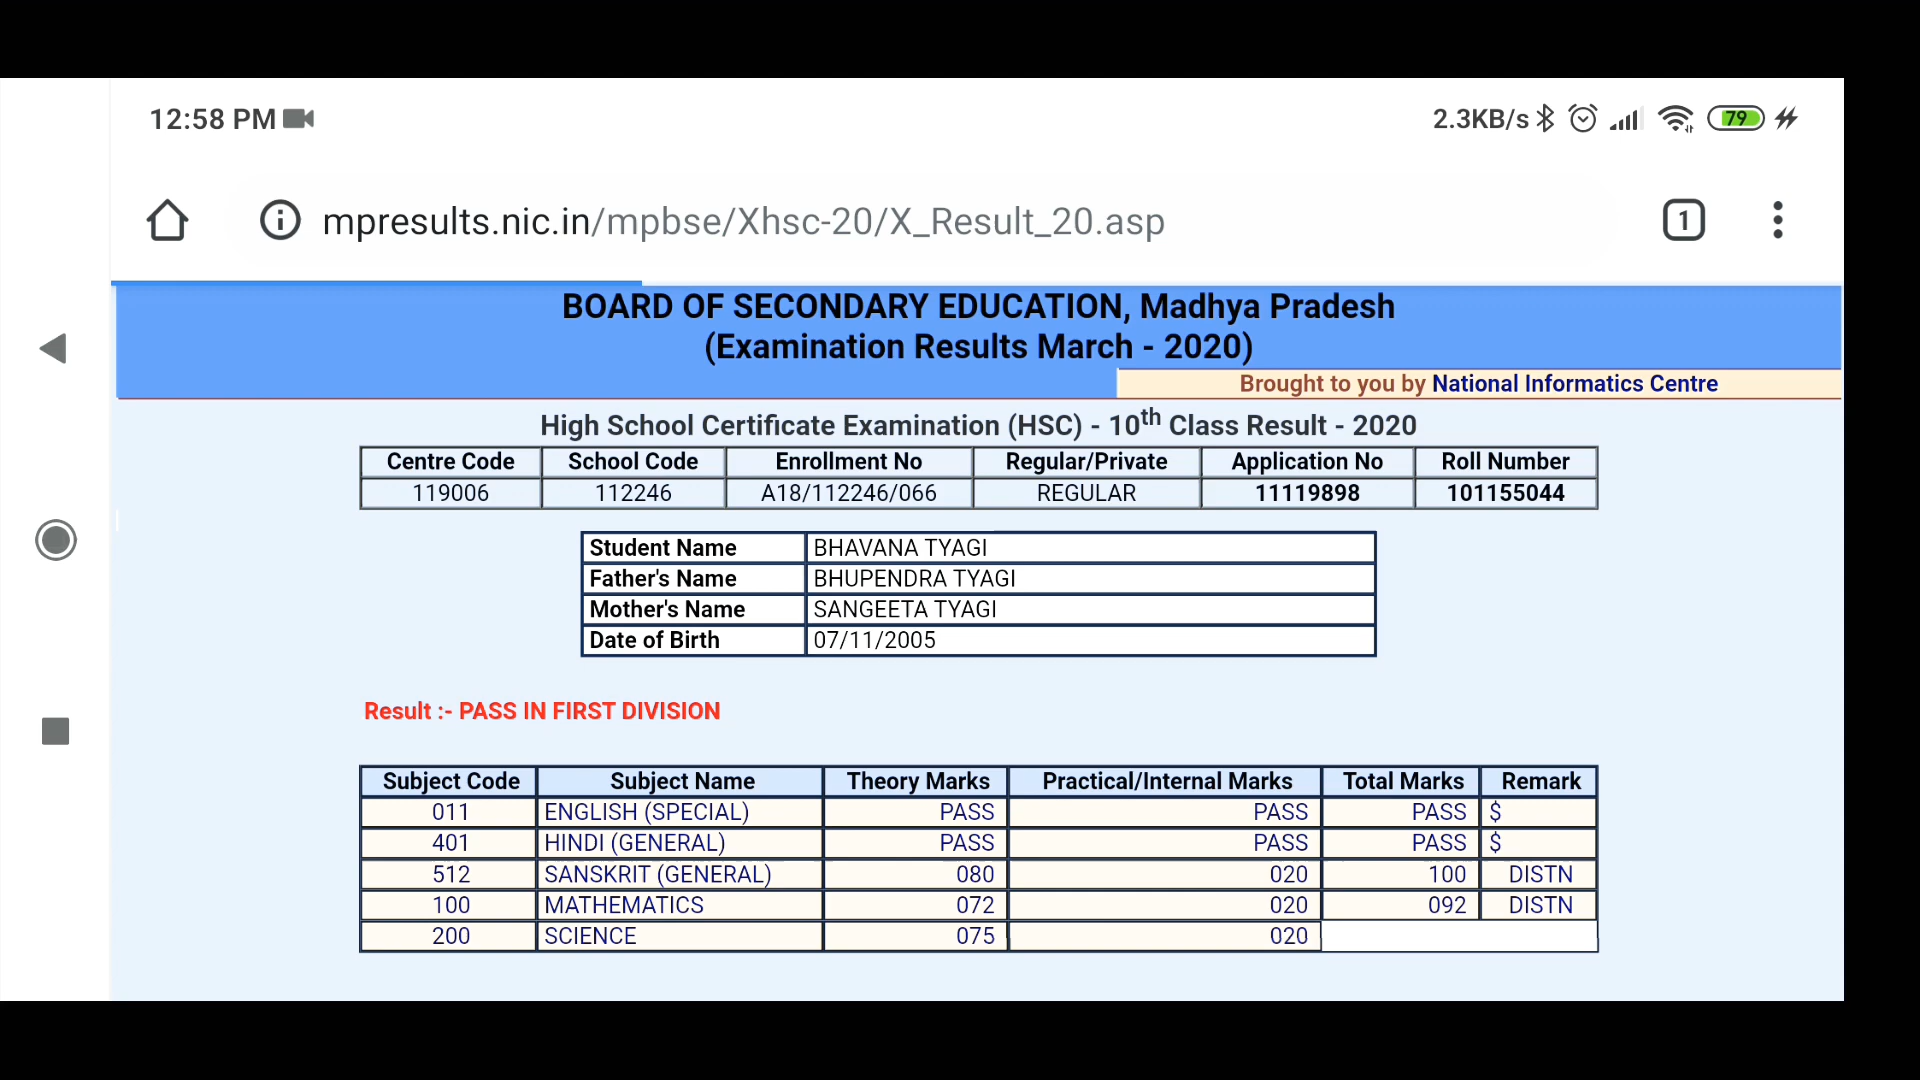 12:58 PM
2.3KB/s 79
mpresults.nic.in/mpbse/Xhsc-20/X_Result_20.asp 1
BOARD OF SECONDARY EDUCATION, Madhya Pradesh
(Examination Results March - 2020)
Brought to you by National Informatics Centre
High School Certificate Examination (HSC) - 10th Class Result - 2020
Centre Code School Code Enrollment No Regular/Private Application No Roll Number
119006 112246 A18/112246/066 REGULAR 11119898 101155044
Student Name BHAVANA TYAGI
Father's Name BHUPENDRA TYAGI
Mother's Name SANGEETA TYAGI
Date of Birth 07/11/2005
Result :- PASS IN FIRST DIVISION
Subject Code Subject Name Theory Marks Practical/Internal Marks Total Marks Remark
011 ENGLISH (SPECIAL) PASS PASS PASS $
401 HINDI (GENERAL) PASS PASS PASS $
512 SANSKRIT (GENERAL) 080 020 100 DISTN
100 MATHEMATICS 072 020 092 DISTN
200 SCIENCE 075 020